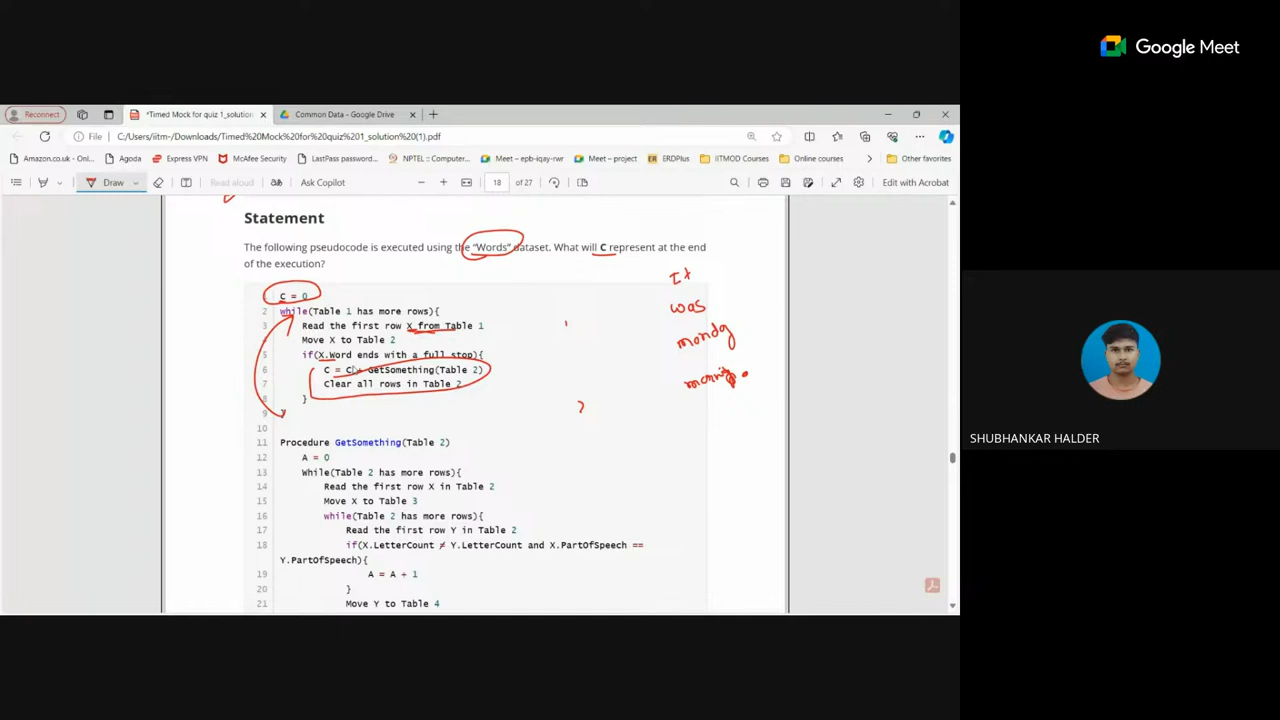 Google Meet
Reconnect
*Timed Mock for quiz 1_solution
Common Data - Google Drive
File
C:/Users/iitm-/Downloads/Timed%20Mock%20for%20quiz%201_solution%20(1).pdf
Amazon.co.uk - Onl...
Agoda
Express VPN
McAfee Security
LastPass password...
NPTEL :: Computer...
Meet – epb-iqay-rwr
Meet – project
ER ERDPlus
IITMOD Courses
Online courses
Other favorites
Draw
Read aloud
Ask Copilot
18 of 27
Edit with Acrobat
Statement
The following pseudocode is executed using the "Words" dataset. What will C represent at the end
of the execution?
C = 0
2 while(Table 1 has more rows){
3 Read the first row X from Table 1
4 Move X to Table 2
5 if(X.Word ends with a full stop){
6 C = C + GetSomething(Table 2)
7 Clear all rows in Table 2
8 }
9 }
10
11 Procedure GetSomething(Table 2)
12 A = 0
13 While(Table 2 has more rows){
14 Read the first row X in Table 2
15 Move X to Table 3
16 while(Table 2 has more rows){
17 Read the first row Y in Table 2
18 if(X.LetterCount ≠ Y.LetterCount and X.PartOfSpeech ==
Y.PartOfSpeech){
19 A = A + 1
20 }
21 Move Y to Table 4
It
was
SHUBHANKAR HALDER